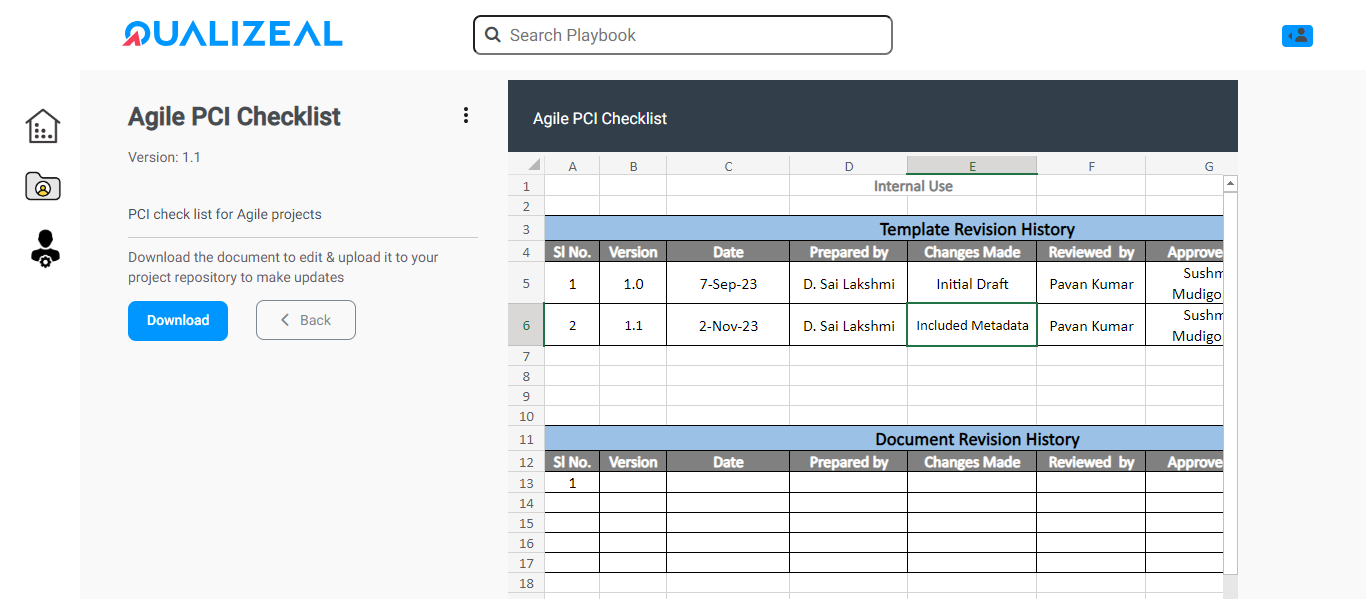 QUALIZEAL
Search Playbook
Agile PCI Checklist
Version: 1.1
PCI check list for Agile projects
Download the document to edit & upload it to your
project repository to make updates
Download
Back
Agile PCI Checklist
A B C D E F G
1 Internal Use
2
3 Template Revision History
4 Sl No. Version Date Prepared by Changes Made Reviewed by Approve
5 1 1.0 7-Sep-23 D. Sai Lakshmi Initial Draft Pavan Kumar Sushm
Mudigo
6 2 1.1 2-Nov-23 D. Sai Lakshmi Included Metadata Pavan Kumar Sushm
Mudigo
7
8
9
10
11 Document Revision History
12 Sl No. Version Date Prepared by Changes Made Reviewed by Approve
13 1
14
15
16
17
18